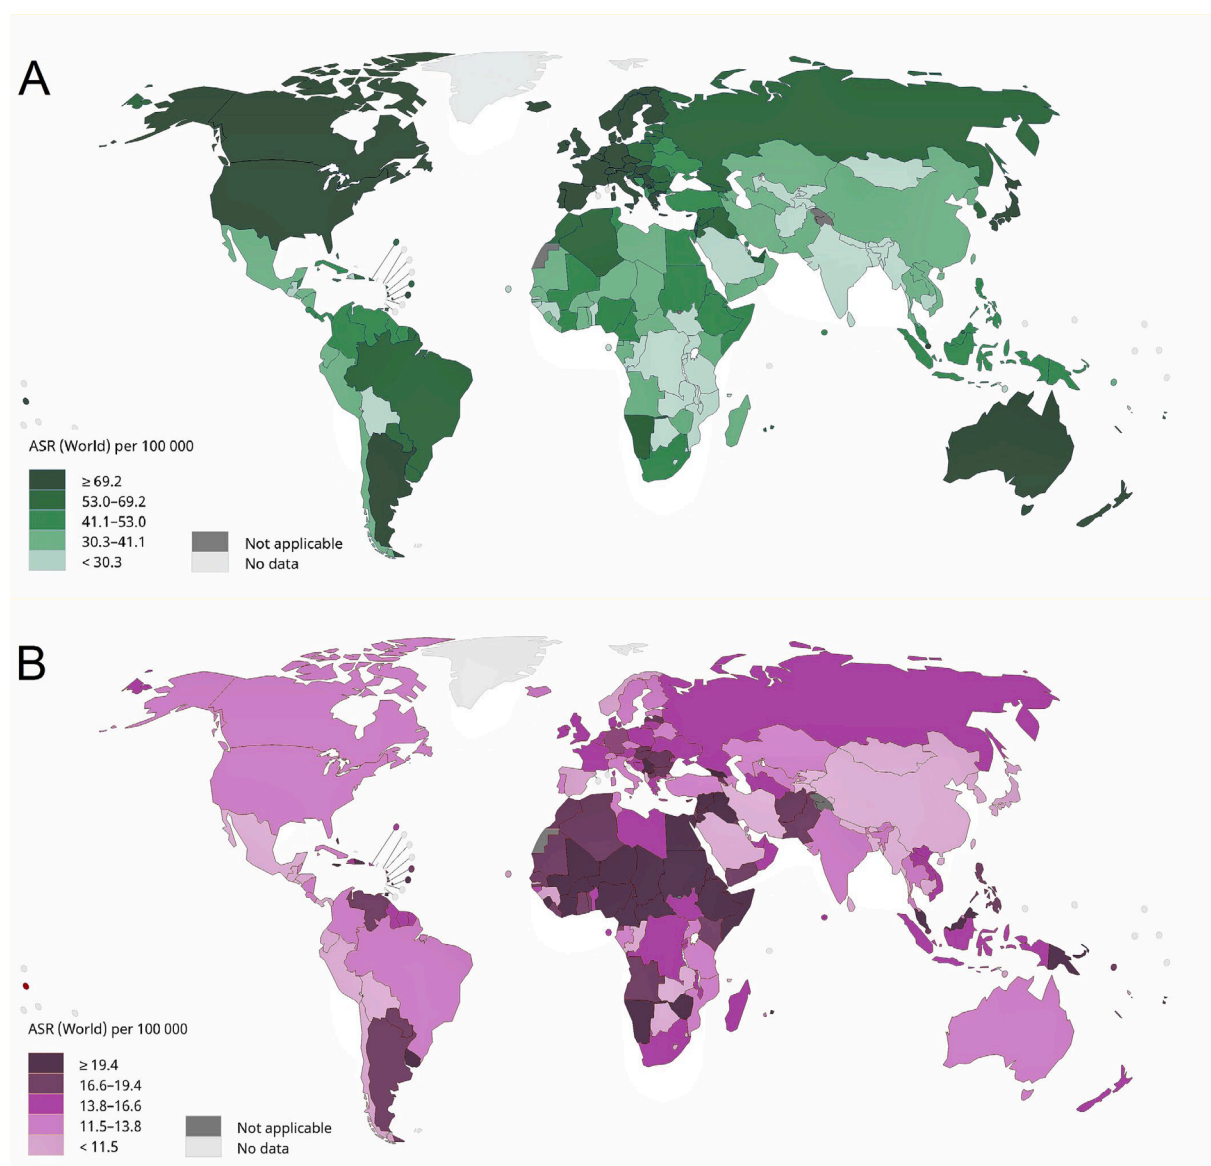 A
ASR (World) per 100 000
≥ 69.2
53.0–69.2
41.1–53.0
30.3–41.1
< 30.3
Not applicable
No data
B
ASR (World) per 100 000
≥ 19.4
16.6–19.4
13.8–16.6
11.5–13.8
< 11.5
Not applicable
No data